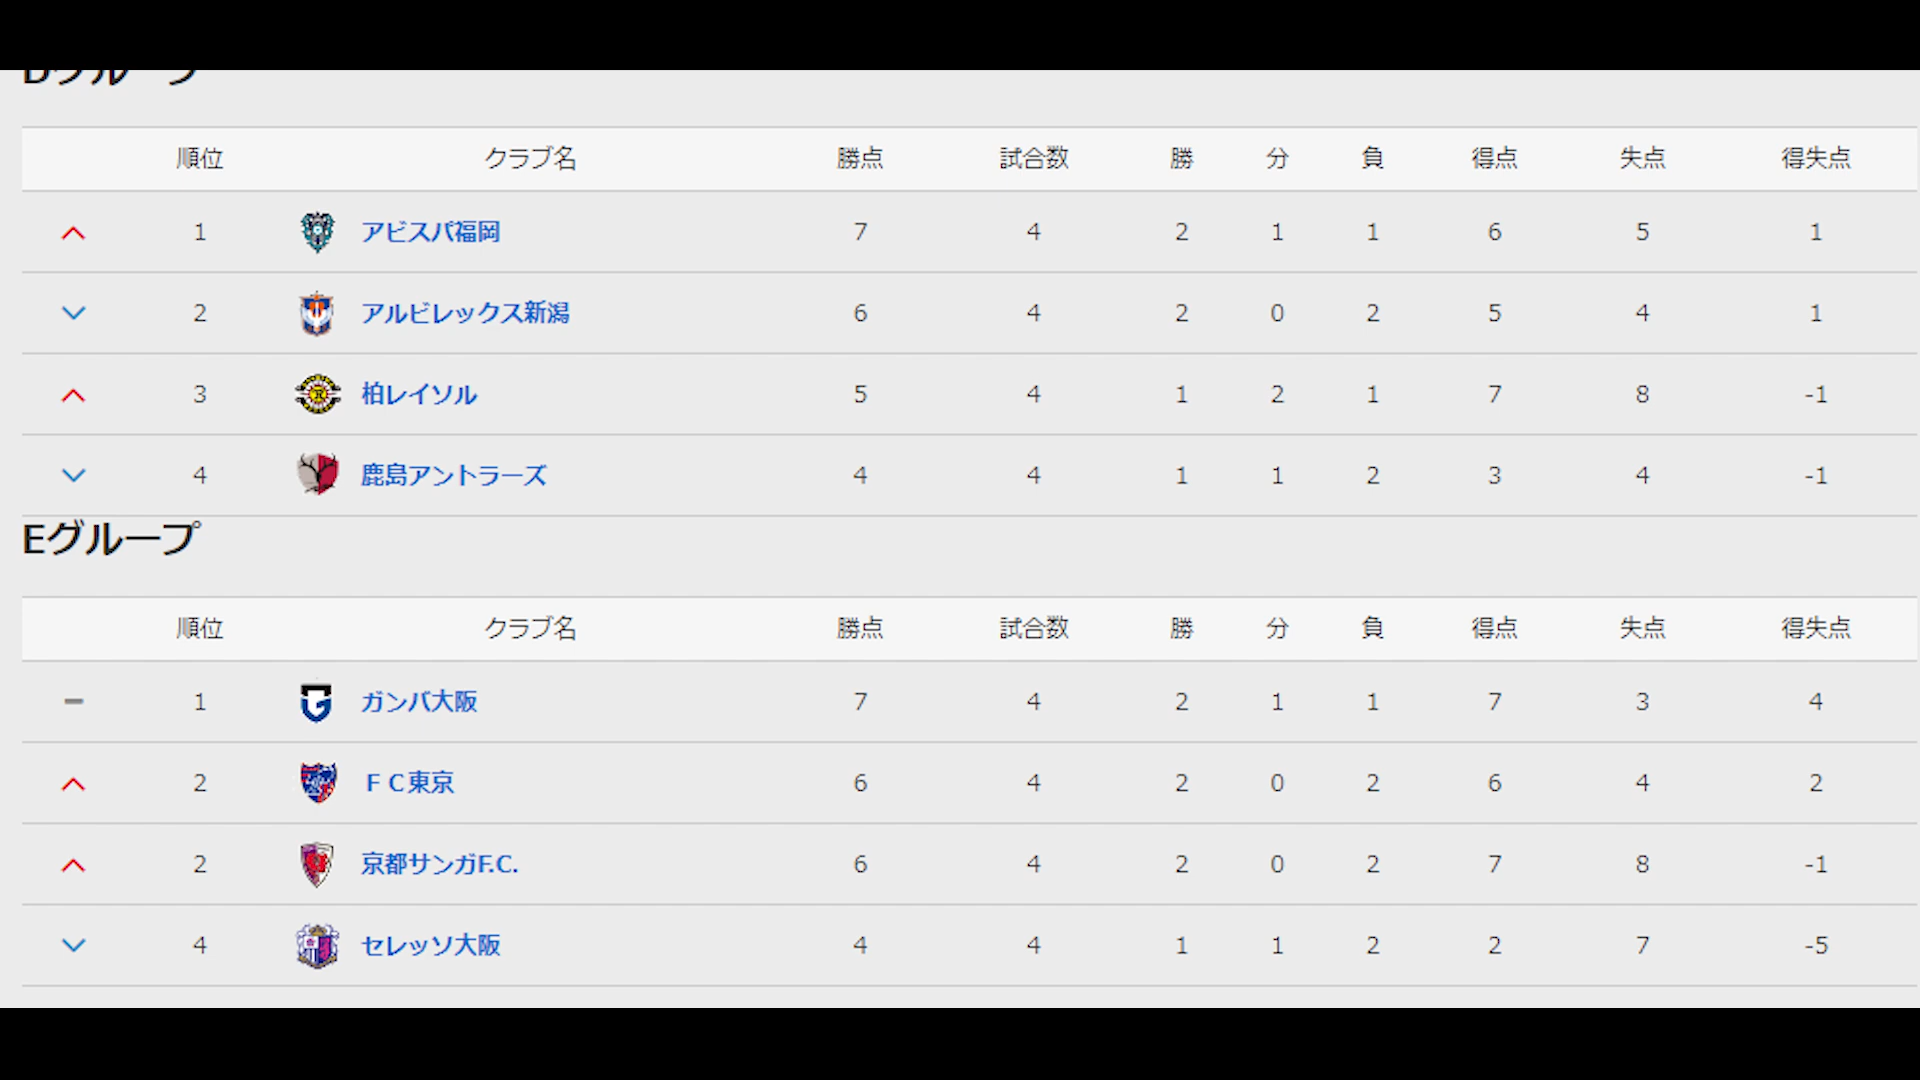 Dグループ
順位 クラブ名 勝点 試合数 勝 分 負 得点 失点 得失点
1 アビスパ福岡 7 4 2 1 1 6 5 1
2 アルビレックス新潟 6 4 2 0 2 5 4 1
3 柏レイソル 5 4 1 2 1 7 8 -1
4 鹿島アントラーズ 4 4 1 1 2 3 4 -1
Eグループ
順位 クラブ名 勝点 試合数 勝 分 負 得点 失点 得失点
1 ガンバ大阪 7 4 2 1 1 7 3 4
2 ＦＣ東京 6 4 2 0 2 6 4 2
2 京都サンガF.C. 6 4 2 0 2 7 8 -1
4 セレッソ大阪 4 4 1 1 2 2 7 -5